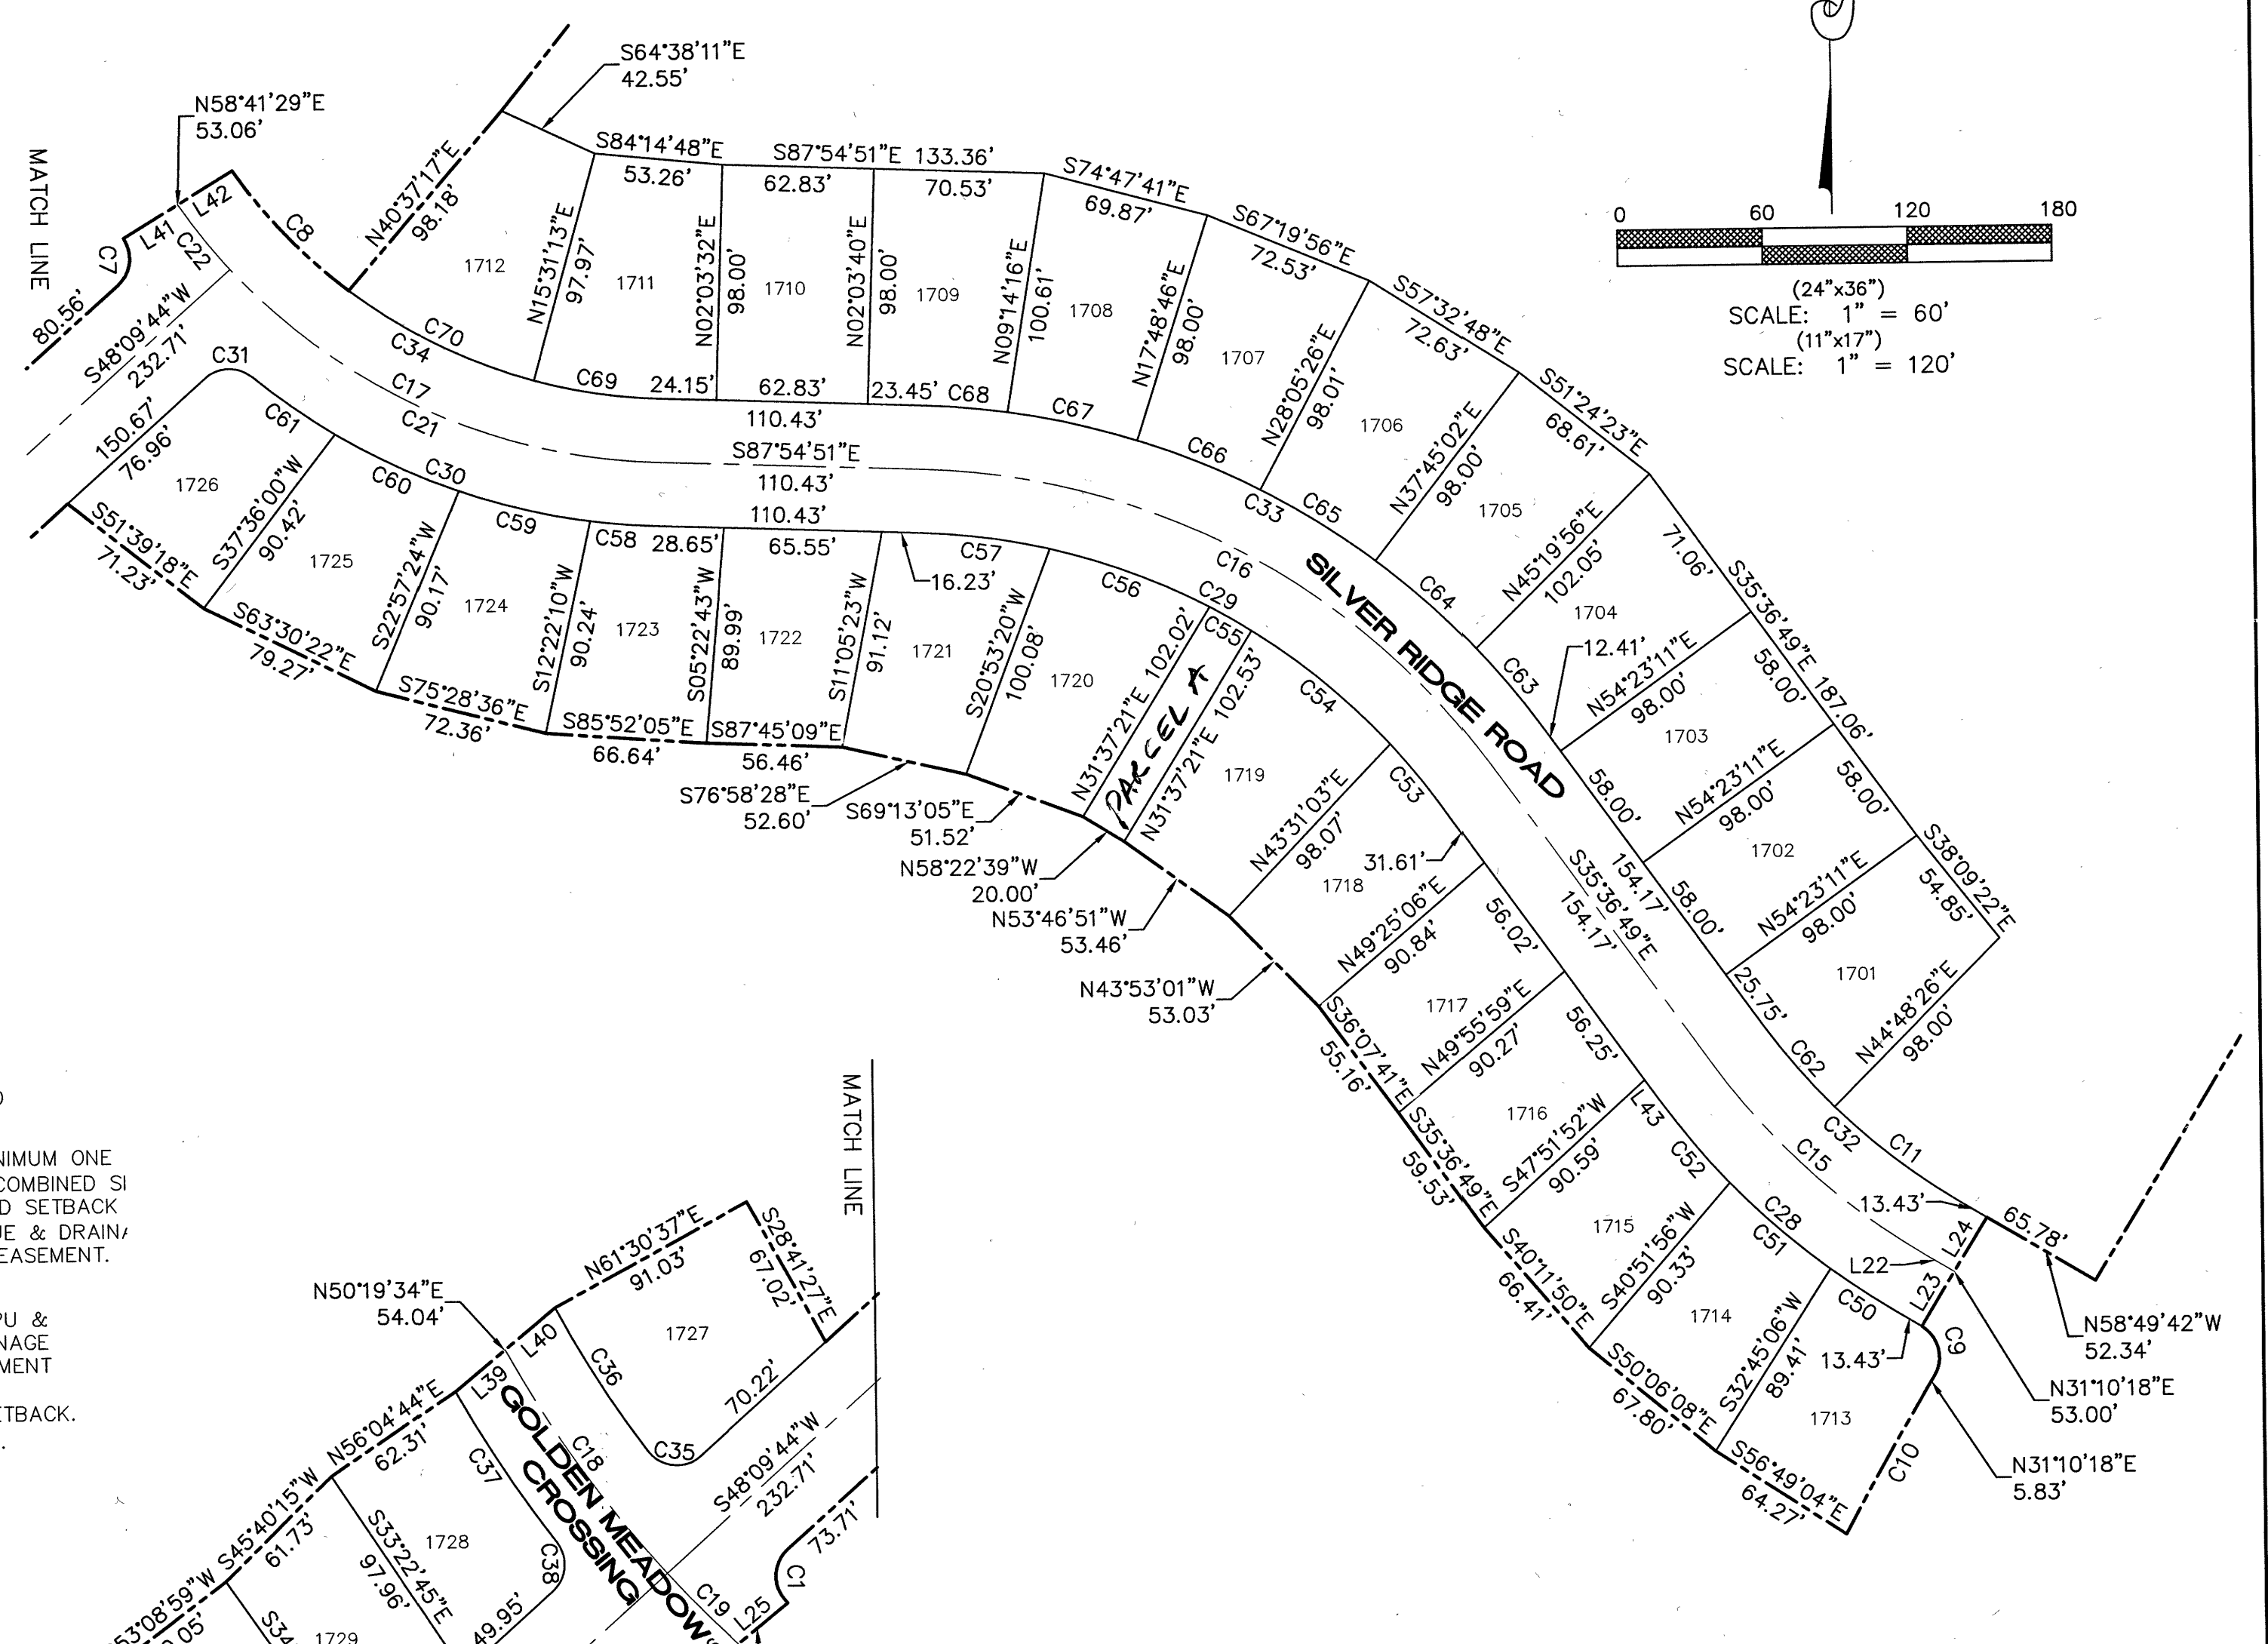 S64°38'11"E
42.55'
N58°41'29"E
53.06'
MATCH LINE
L41
L42
C7
C22
C8
80.56'
N40°37'17"E
98.18'
S48°09'44"W
232.71'
S84°14'48"E
53.26'
S87°54'51"E 133.36'
62.83'
70.53'
S74°47'41"E
69.87'
S67°19'56"E
72.53'
S57°32'48"E
72.63'
S51°24'23"E
68.61'
0 60 120 180
(24"x36")
SCALE: 1" = 60'
(11"x17")
SCALE: 1" = 120'
1712
N15°31'13"E
97.97'
1711
N02°03'32"E
98.00'
1710
N02°03'40"E
98.00'
1709
N09°14'16"E
100.61'
1708
N17°48'46"E
98.00'
1707
N28°05'26"E
98.01'
1706
N37°45'02"E
98.00'
1705
N45°19'56"E
102.05'
1704
71.06'
S35°36'49"E 187.06'
C70
C34
C69
24.15'
62.83'
23.45'
C68
C67
C66
C33
C65
C64
C63
12.41'
C31
C17
C21
110.43'
S87°54'51"E
110.43'
110.43'
C16
SILVER RIDGE ROAD
150.67'
76.96'
C61
C30
C60
C59
C58
28.65'
65.55'
16.23'
C57
C56
C29
C55
C54
C53
1726
S51°39'18"E
71.23'
S37°36'00"W
90.42'
1725
S63°30'22"E
79.27'
S22°57'24"W
90.17'
1724
S75°28'36"E
72.36'
S12°22'10"W
90.24'
1723
S85°52'05"E
66.64'
S05°22'43"W
89.99'
1722
S87°45'09"E
56.46'
S11°05'23"W
91.12'
1721
S76°58'28"E
52.60'
S20°53'20"W
100.08'
1720
S69°13'05"E
51.52'
N31°37'21"E 102.02'
PARCEL A
N31°37'21"E 102.53'
N58°22'39"W
20.00'
1719
N53°46'51"W
53.46'
N43°31'03"E
98.07'
1718
31.61'
N43°53'01"W
53.03'
N49°25'06"E
90.84'
56.02'
1717
S36°07'41"E
55.16'
N49°55'59"E
90.27'
56.25'
1716
S35°36'49"E
59.53'
S47°51'52"W
90.59'
L43
C52
1715
S40°11'50"E
66.41'
S40°51'56"W
90.33'
C28
C51
1714
S50°06'08"E
67.80'
S32°45'06"W
89.41'
C50
13.43'
1713
S56°49'04"E
64.27'
N54°23'11"E
98.00'
58.00'
1703
58.00'
N54°23'11"E
98.00'
58.00'
1702
58.00'
N54°23'11"E
98.00'
S38°09'22"E
54.85'
1701
25.75'
N44°48'26"E
98.00'
154.17'
S35°36'49"E
154.17'
C62
C32
C11
C15
13.43'
L22
L24
L23
65.78'
C9
C10
N58°49'42"W
52.34'
N31°10'18"E
53.00'
N31°10'18"E
5.83'
NIMUM ONE
COMBINED SI
D SETBACK
UE & DRAINA
EASEMENT.
PU &
NAGE
MENT
ETBACK.
MATCH LINE
N61°30'37"E
91.03'
S28°41'27"E
67.02'
N50°19'34"E
54.04'
L40
L39
1727
C36
70.22'
C35
N56°04'44"E
62.31'
GOLDEN MEADOWS
CROSSING
C18
C37
S48°09'44"W
232.71'
S45°40'15"W
61.73'
S33°22'45"E
97.96'
1728
C38
C19
L25
C1
73.71'
53°08'59"W
.05'
S34
1729
49.95'